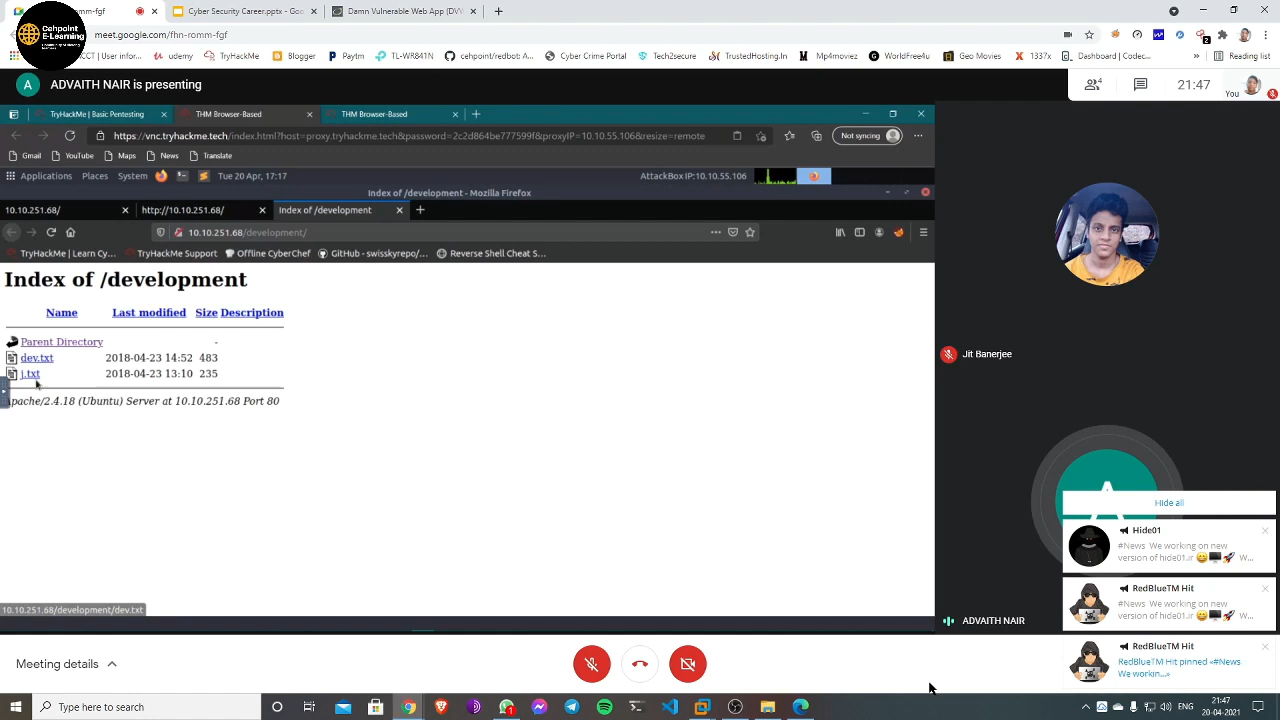 mm-fgf
Cyber Security Career.pptx - Go
Damn Vulnerable Web App (DVW
Cehpoint
E-Learning
meet.google.com/fhn-romm-rgf
CCT | User infor...
udemy
TryHackMe
Blogger
Paytm
TL-WR841N
cehpoint/redbot: A...
Cyber Crime Portal
Tech2secure
TrustedInstallerHo...
Mp4moviez
WorldFree4u
Geo Movies
1337x
Dashboard | Codec...
Reading list
A
ADVAITH NAIR is presenting
4
21:47
You
TryHackMe | Basic Pentesting
THM Browser-Based
THM Browser-Based
https://vnc.tryhackme.tech/index.html?host=proxy.tryhackme.tech&password=2c2d864be777599f&proxyIP=10.10.55.106&resize=remote
Not syncing
Gmail
YouTube
Maps
News
Translate
Applications
Places
System
Tue 20 Apr, 17:17
AttackBox IP:10.10.55.106
Index of /development - Mozilla Firefox
10.10.251.68/
http://10.10.251.68/
Index of /development
10.10.251.68/development/
TryHackMe | Learn Cy...
TryHackMe Support
Offline CyberChef
GitHub - swisskyrepo/...
Reverse Shell Cheat S...
Index of /development
Name Last modified Size Description
Parent Directory -
dev.txt 2018-04-23 14:52 483
j.txt 2018-04-23 13:10 235
Apache/2.4.18 (Ubuntu) Server at 10.10.251.68 Port 80
10.10.251.68/development/dev.txt
Jit Banerjee
A
ADVAITH NAIR
Hide all
Hide01
#News We working on new
version of hide01.ir 😄🖥️🚀 W...
RedBlueTM Hit
#News We working on new
version of hide01.ir 😄🖥️🚀 W...
RedBlueTM Hit
RedBlueTM Hit pinned «#News
We workin...»
Meeting details
Type here to search
21:47
20-04-2021